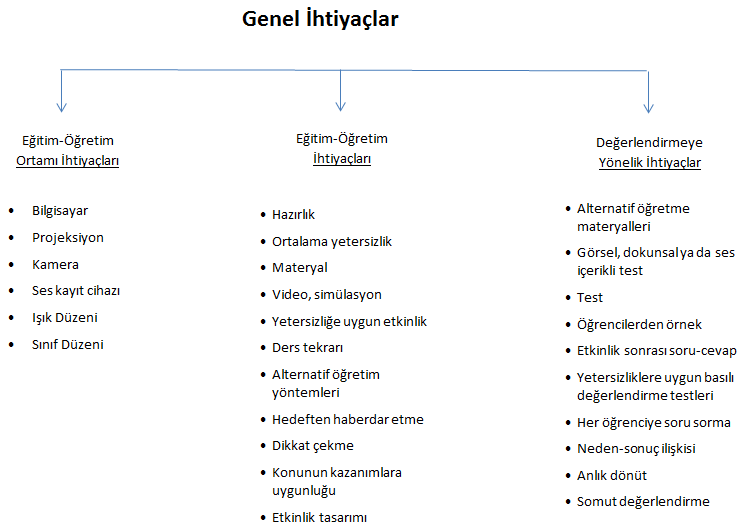 Genel İhtiyaçlar
Eğitim-Öğretim
Ortamı İhtiyaçları
• Bilgisayar
• Projeksiyon
• Kamera
• Ses kayıt cihazı
• Işık Düzeni
• Sınıf Düzeni
Eğitim-Öğretim
İhtiyaçları
• Hazırlık
• Ortalama yetersizlik
• Materyal
• Video, simülasyon
• Yetersizliğe uygun etkinlik
• Ders tekrarı
• Alternatif öğretim
yöntemleri
• Hedeften haberdar etme
• Dikkat çekme
• Konunun kazanımlara
uygunluğu
• Etkinlik tasarımı
Değerlendirmeye
Yönelik İhtiyaçlar
• Alternatif öğretme
materyalleri
• Görsel, dokunsal ya da ses
içerikli test
• Test
• Öğrencilerden örnek
• Etkinlik sonrası soru-cevap
• Yetersizliklere uygun basılı
değerlendirme testleri
• Her öğrenciye soru sorma
• Neden-sonuç ilişkisi
• Anlık dönüt
• Somut değerlendirme